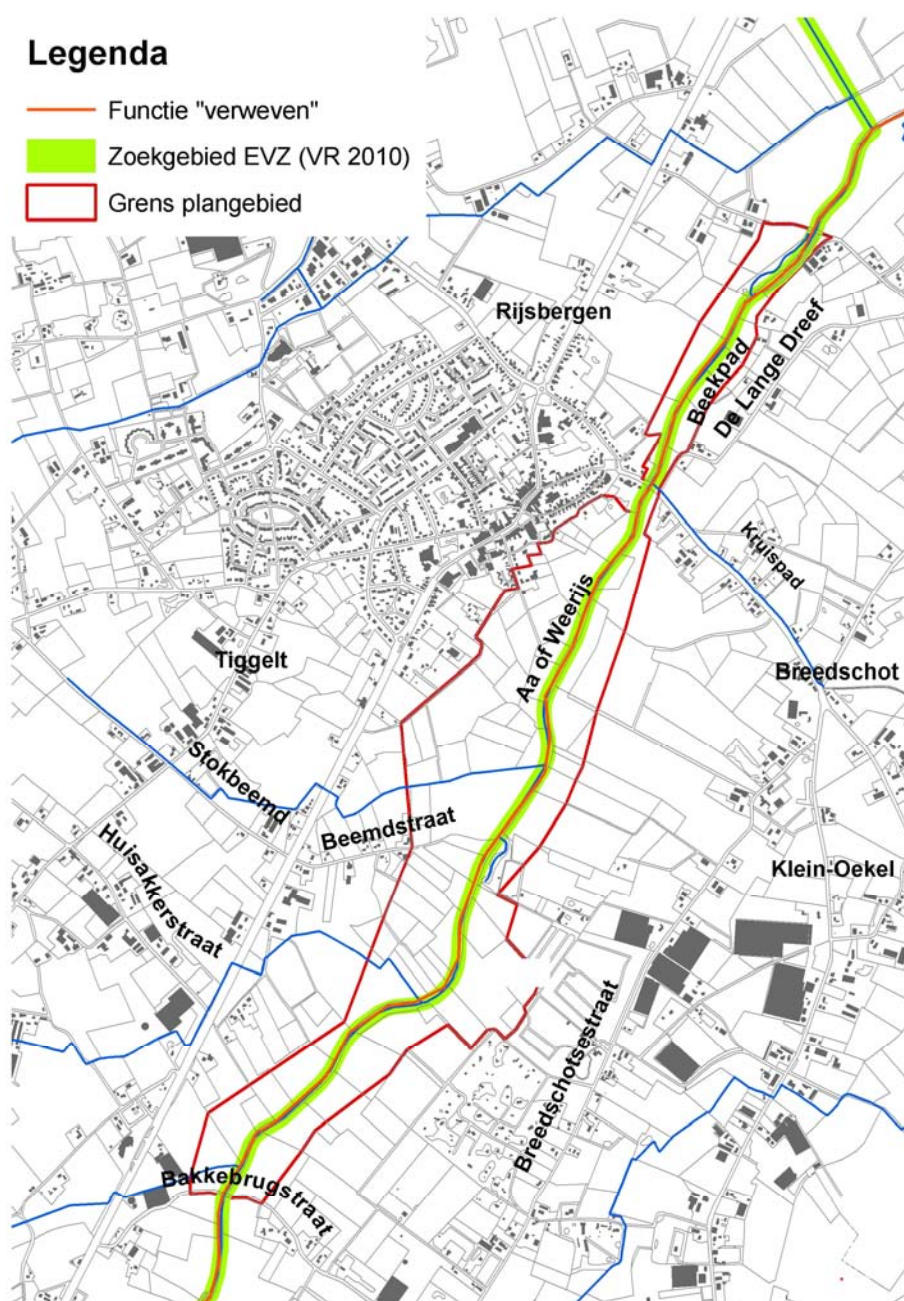 Legenda
Functie "verweven"
Zoekgebied EVZ (VR 2010)
Grens plangebied
Rijsbergen
Beekpad
De Lange Dreef
Kruispad
Aa of Weerijs
Tiggelt
Breedschot
Stokbeemd
Beemdstraat
Huisakkerstraat
Klein-Oekel
Breedschotsestraat
Bakkebrugstraat